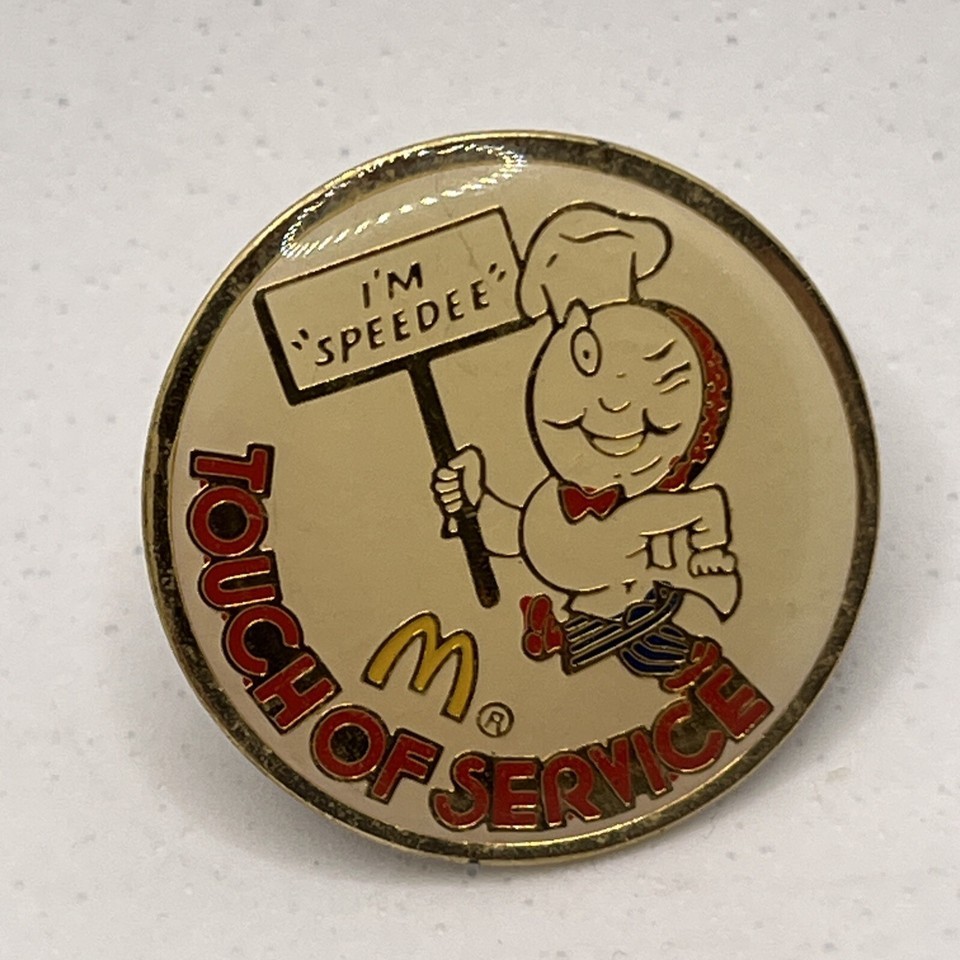 I'M
"SPEEDEE"
M®
TOUCH OF SERVICE